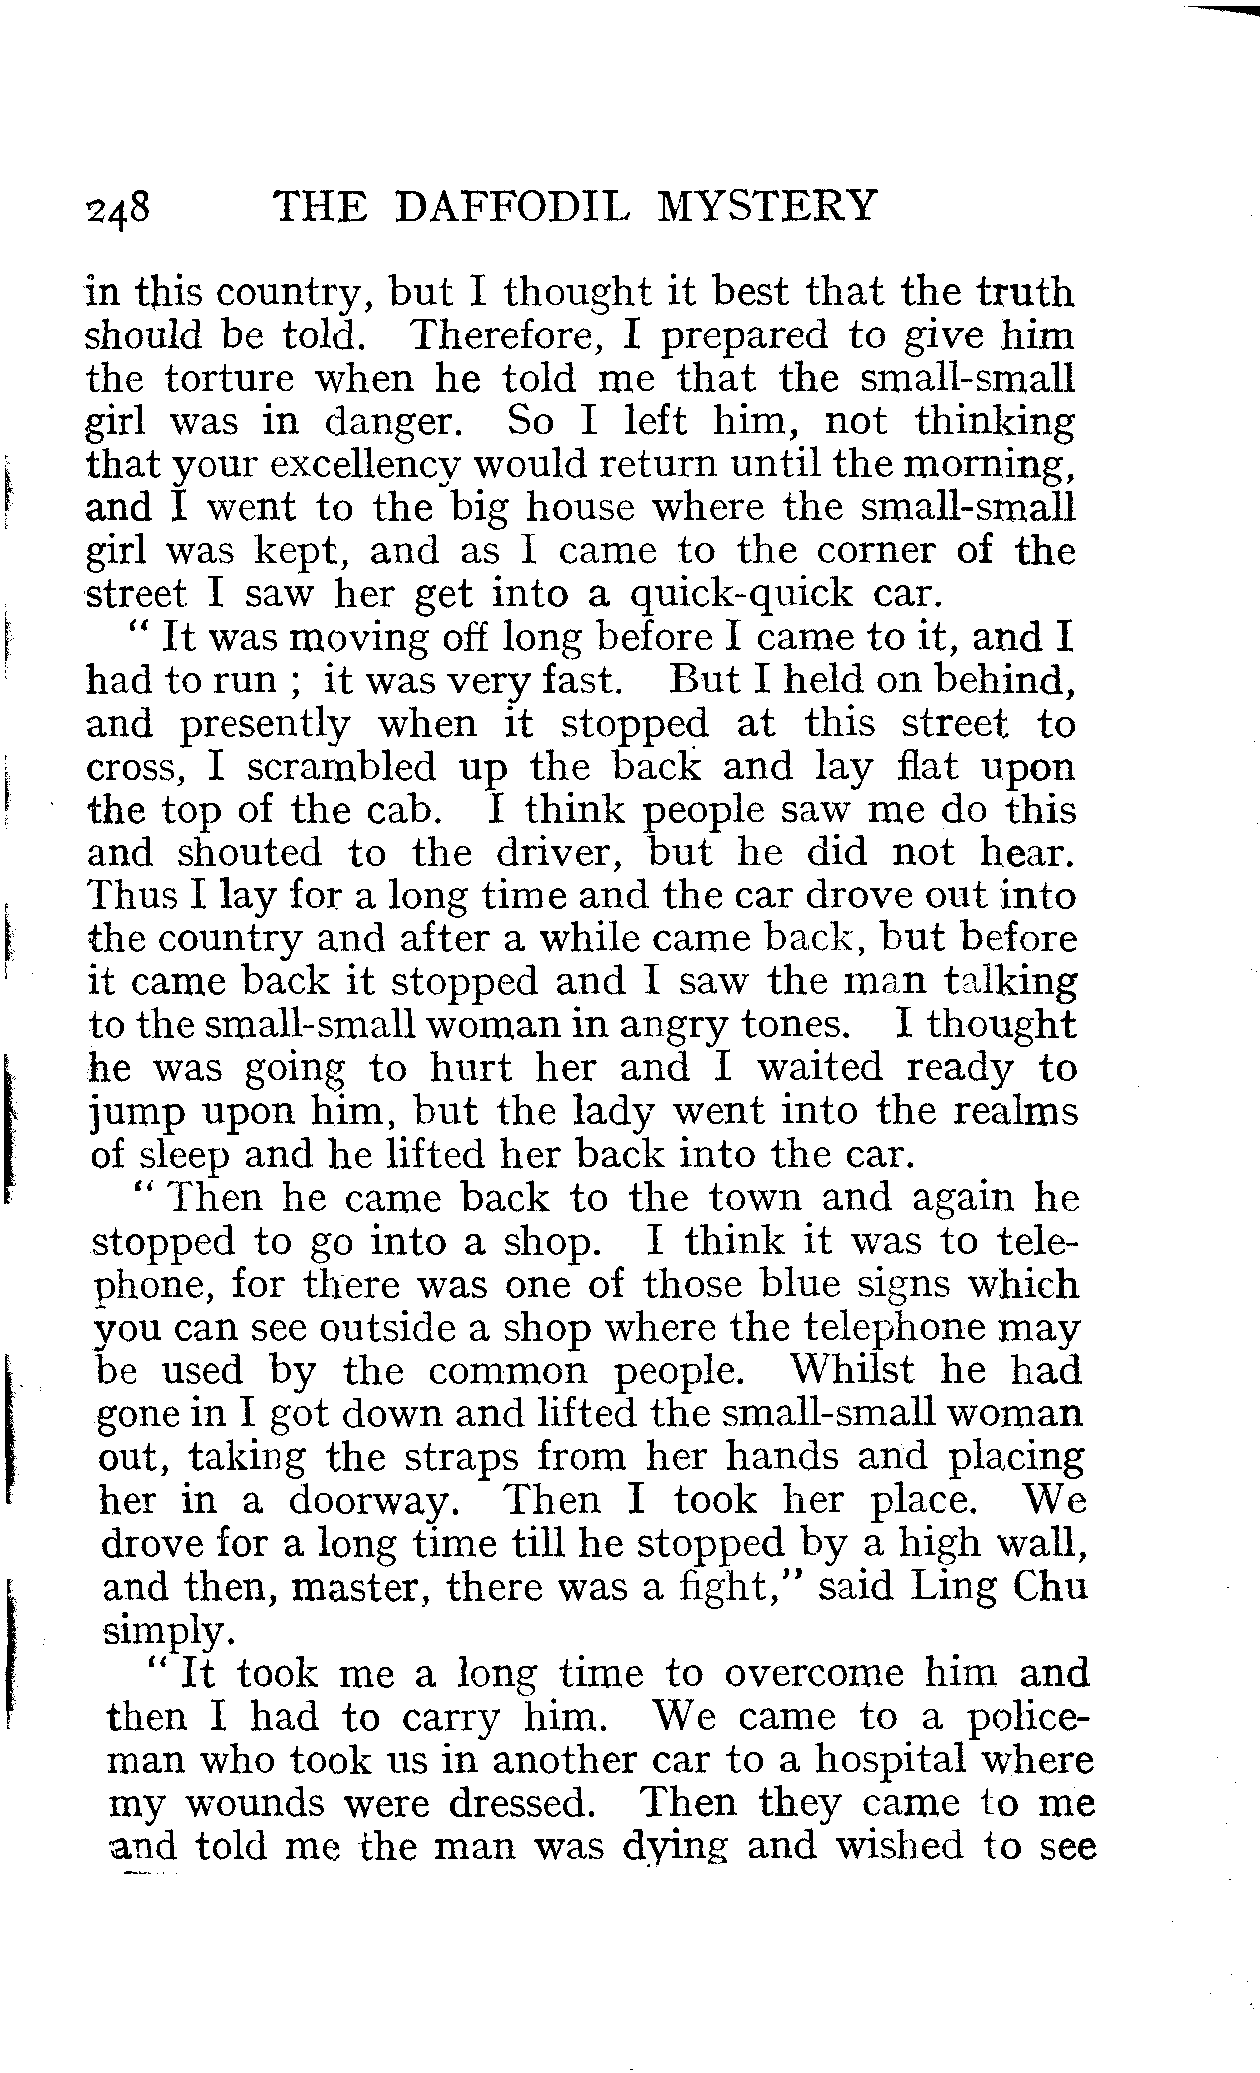 248 THE DAFFODIL MYSTERY
in this country, but I thought it best that the truth
should be told. Therefore, I prepared to give him
the torture when he told me that the small-small
girl was in danger. So I left him, not thinking
that your excellency would return until the morning,
and I went to the big house where the small-small
girl was kept, and as I came to the corner of the
street I saw her get into a quick-quick car.
“ It was moving off long before I came to it, and I
had to run ; it was very fast. But I held on behind,
and presently when it stopped at this street to
cross, I scrambled up the back and lay flat upon
the top of the cab. I think people saw me do this
and shouted to the driver, but he did not hear.
Thus I lay for a long time and the car drove out into
the country and after a while came back, but before
it came back it stopped and I saw the man talking
to the small-small woman in angry tones. I thought
he was going to hurt her and I waited ready to
jump upon him, but the lady went into the realms
of sleep and he lifted her back into the car.
“ Then he came back to the town and again he
stopped to go into a shop. I think it was to tele-
phone, for there was one of those blue signs which
you can see outside a shop where the telephone may
be used by the common people. Whilst he had
gone in I got down and lifted the small-small woman
out, taking the straps from her hands and placing
her in a doorway. Then I took her place. We
drove for a long time till he stopped by a high wall,
and then, master, there was a fight,” said Ling Chu
simply.
“ It took me a long time to overcome him and
then I had to carry him. We came to a police-
man who took us in another car to a hospital where
my wounds were dressed. Then they came to me
and told me the man was dying and wished to see